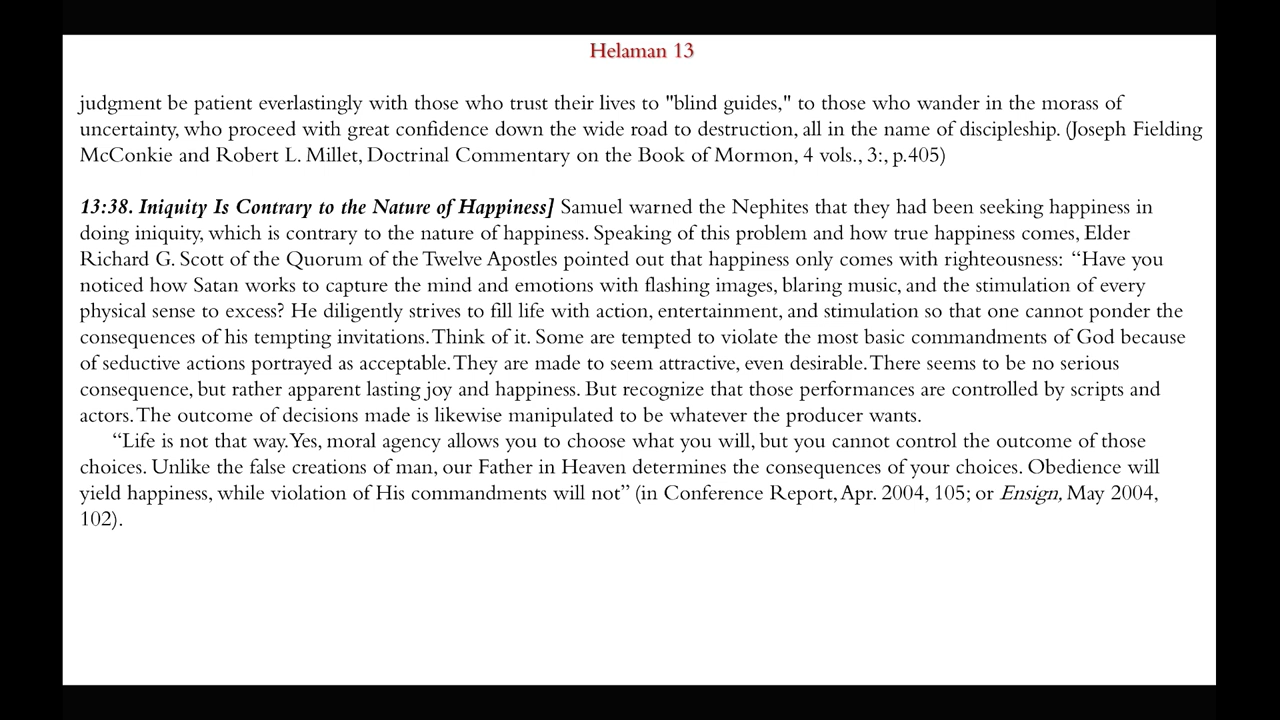 Helaman 13
judgment be patient everlastingly with those who trust their lives to "blind guides," to those who wander in the morass of
uncertainty, who proceed with great confidence down the wide road to destruction, all in the name of discipleship. (Joseph Fielding
McConkie and Robert L. Millet, Doctrinal Commentary on the Book of Mormon, 4 vols., 3:, p.405)
13:38. Iniquity Is Contrary to the Nature of Happiness] Samuel warned the Nephites that they had been seeking happiness in
doing iniquity, which is contrary to the nature of happiness. Speaking of this problem and how true happiness comes, Elder
Richard G. Scott of the Quorum of the Twelve Apostles pointed out that happiness only comes with righteousness: “Have you
noticed how Satan works to capture the mind and emotions with flashing images, blaring music, and the stimulation of every
physical sense to excess? He diligently strives to fill life with action, entertainment, and stimulation so that one cannot ponder the
consequences of his tempting invitations. Think of it. Some are tempted to violate the most basic commandments of God because
of seductive actions portrayed as acceptable. They are made to seem attractive, even desirable. There seems to be no serious
consequence, but rather apparent lasting joy and happiness. But recognize that those performances are controlled by scripts and
actors. The outcome of decisions made is likewise manipulated to be whatever the producer wants.
“Life is not that way. Yes, moral agency allows you to choose what you will, but you cannot control the outcome of those
choices. Unlike the false creations of man, our Father in Heaven determines the consequences of your choices. Obedience will
yield happiness, while violation of His commandments will not” (in Conference Report, Apr. 2004, 105; or Ensign, May 2004,
102).